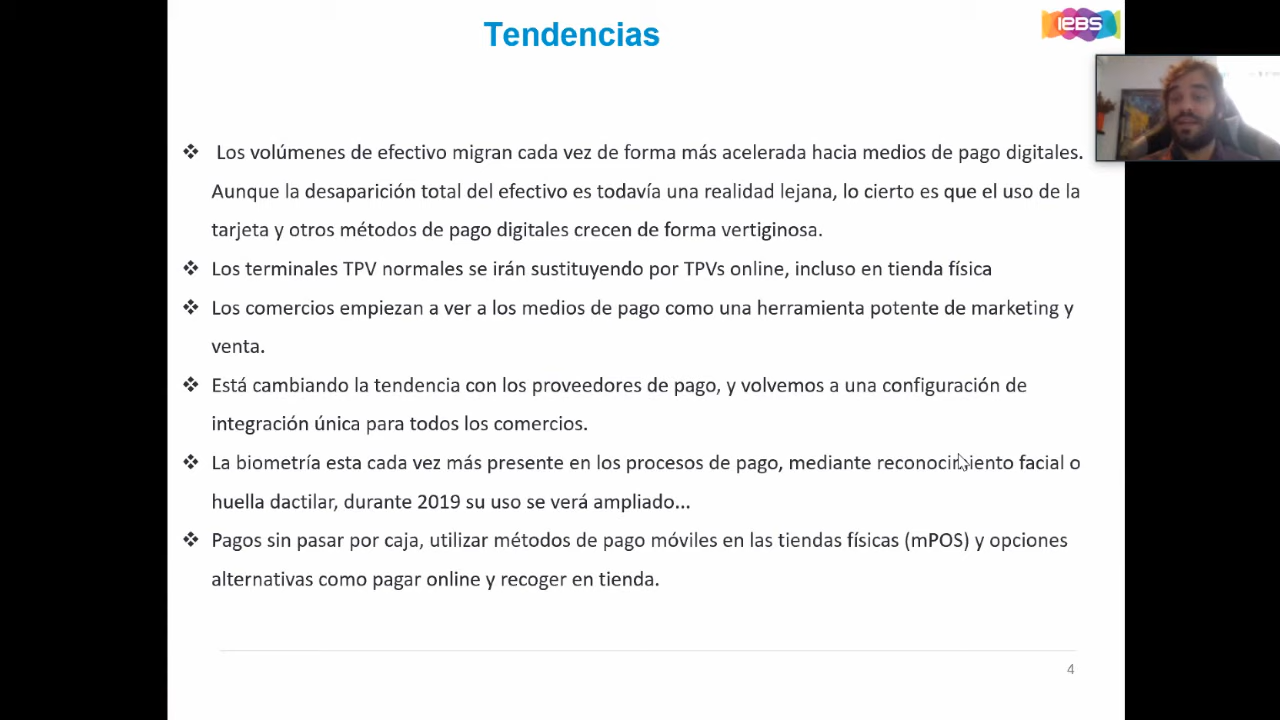 Tendencias
iEBS
❖ Los volúmenes de efectivo migran cada vez de forma más acelerada hacia medios de pago digitales.
Aunque la desaparición total del efectivo es todavía una realidad lejana, lo cierto es que el uso de la
tarjeta y otros métodos de pago digitales crecen de forma vertiginosa.
❖ Los terminales TPV normales se irán sustituyendo por TPVs online, incluso en tienda física
❖ Los comercios empiezan a ver a los medios de pago como una herramienta potente de marketing y
venta.
❖ Está cambiando la tendencia con los proveedores de pago, y volvemos a una configuración de
integración única para todos los comercios.
❖ La biometría esta cada vez más presente en los procesos de pago, mediante reconocimiento facial o
huella dactilar, durante 2019 su uso se verá ampliado...
❖ Pagos sin pasar por caja, utilizar métodos de pago móviles en las tiendas físicas (mPOS) y opciones
alternativas como pagar online y recoger en tienda.
4